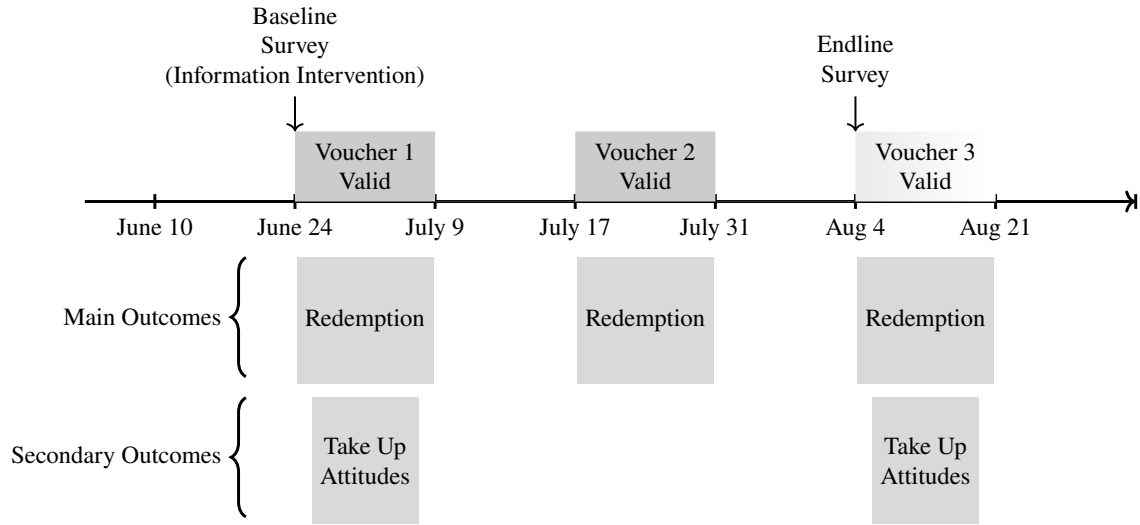 Baseline
Survey
(Information Intervention)
Endline
Survey
Voucher 1
Valid
Voucher 2
Valid
Voucher 3
Valid
June 10
June 24
July 9
July 17
July 31
Aug 4
Aug 21
Main Outcomes
Redemption
Redemption
Redemption
Secondary Outcomes
Take Up
Attitudes
Take Up
Attitudes